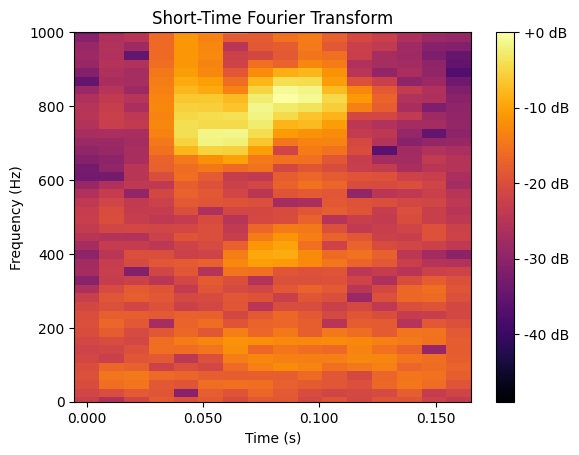 Short-Time Fourier Transform
1000
800
600
400
200
0
Frequency (Hz)
0.000
0.050
0.100
0.150
Time (s)
+0 dB
-10 dB
-20 dB
-30 dB
-40 dB